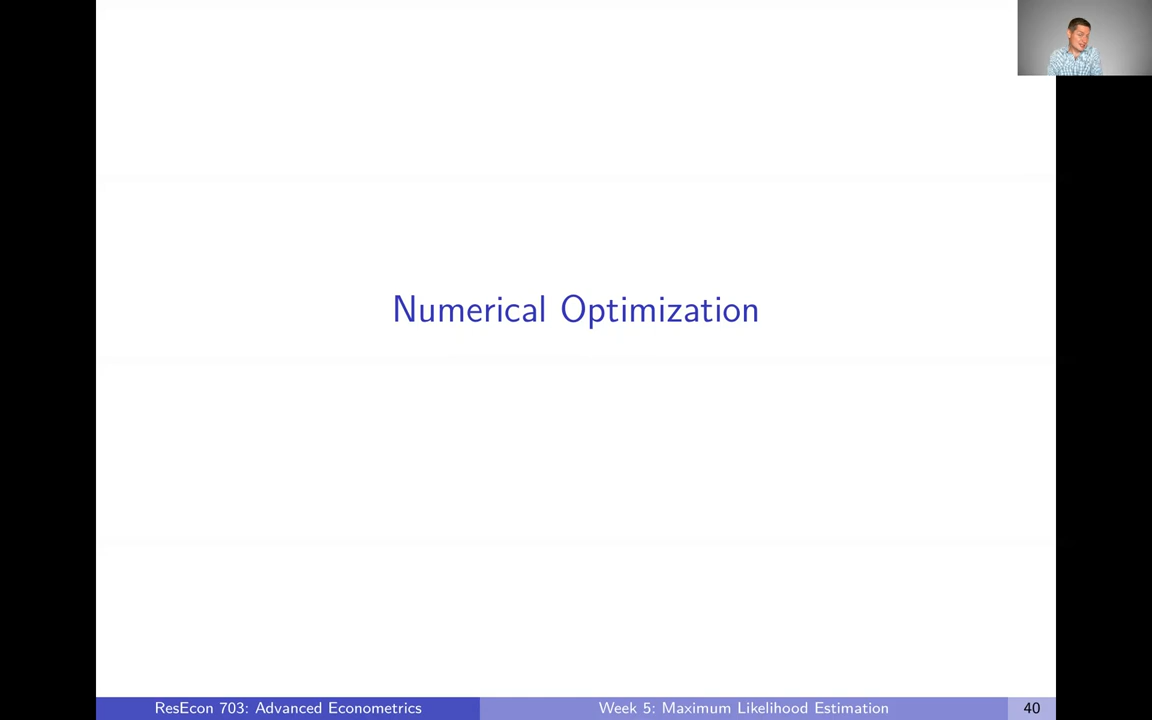 Numerical Optimization
ResEcon 703: Advanced Econometrics
Week 5: Maximum Likelihood Estimation
40